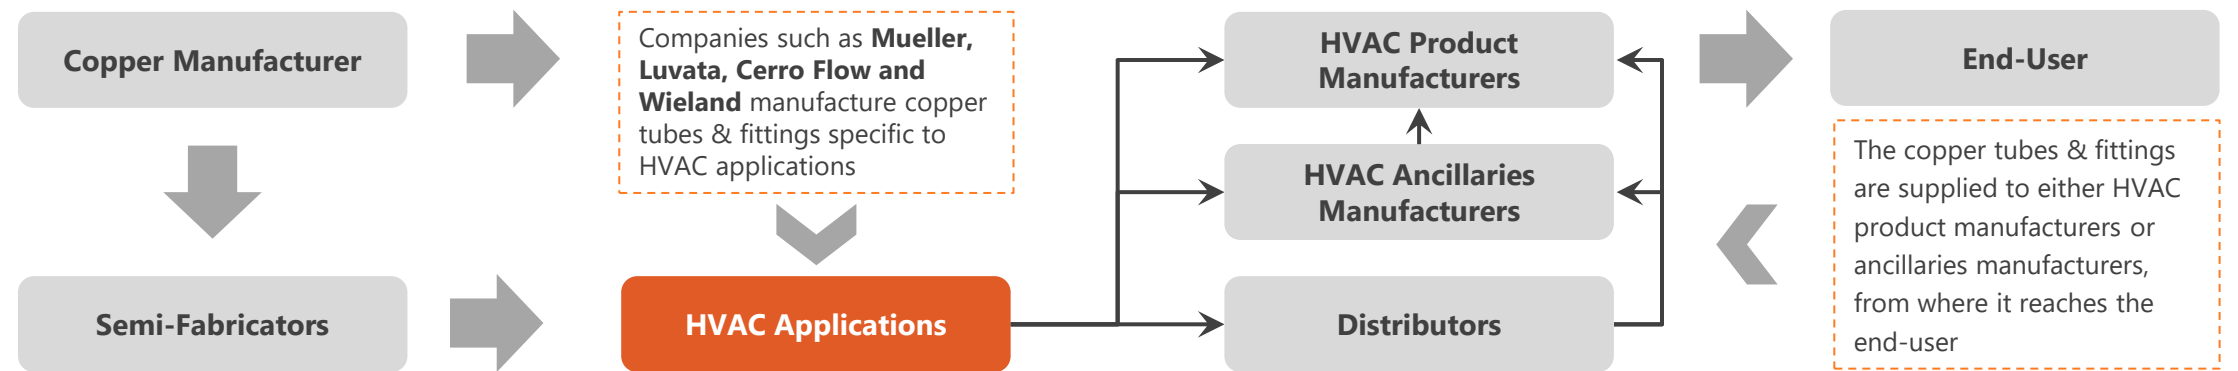 Copper Manufacturer
Semi-Fabricators
Companies such as Mueller,
Luvata, Cerro Flow and
Wieland manufacture copper
tubes & fittings specific to
HVAC applications
HVAC Applications
HVAC Product
Manufacturers
HVAC Ancillaries
Manufacturers
Distributors
End-User
The copper tubes & fittings
are supplied to either HVAC
product manufacturers or
ancillaries manufacturers,
from where it reaches the
end-user